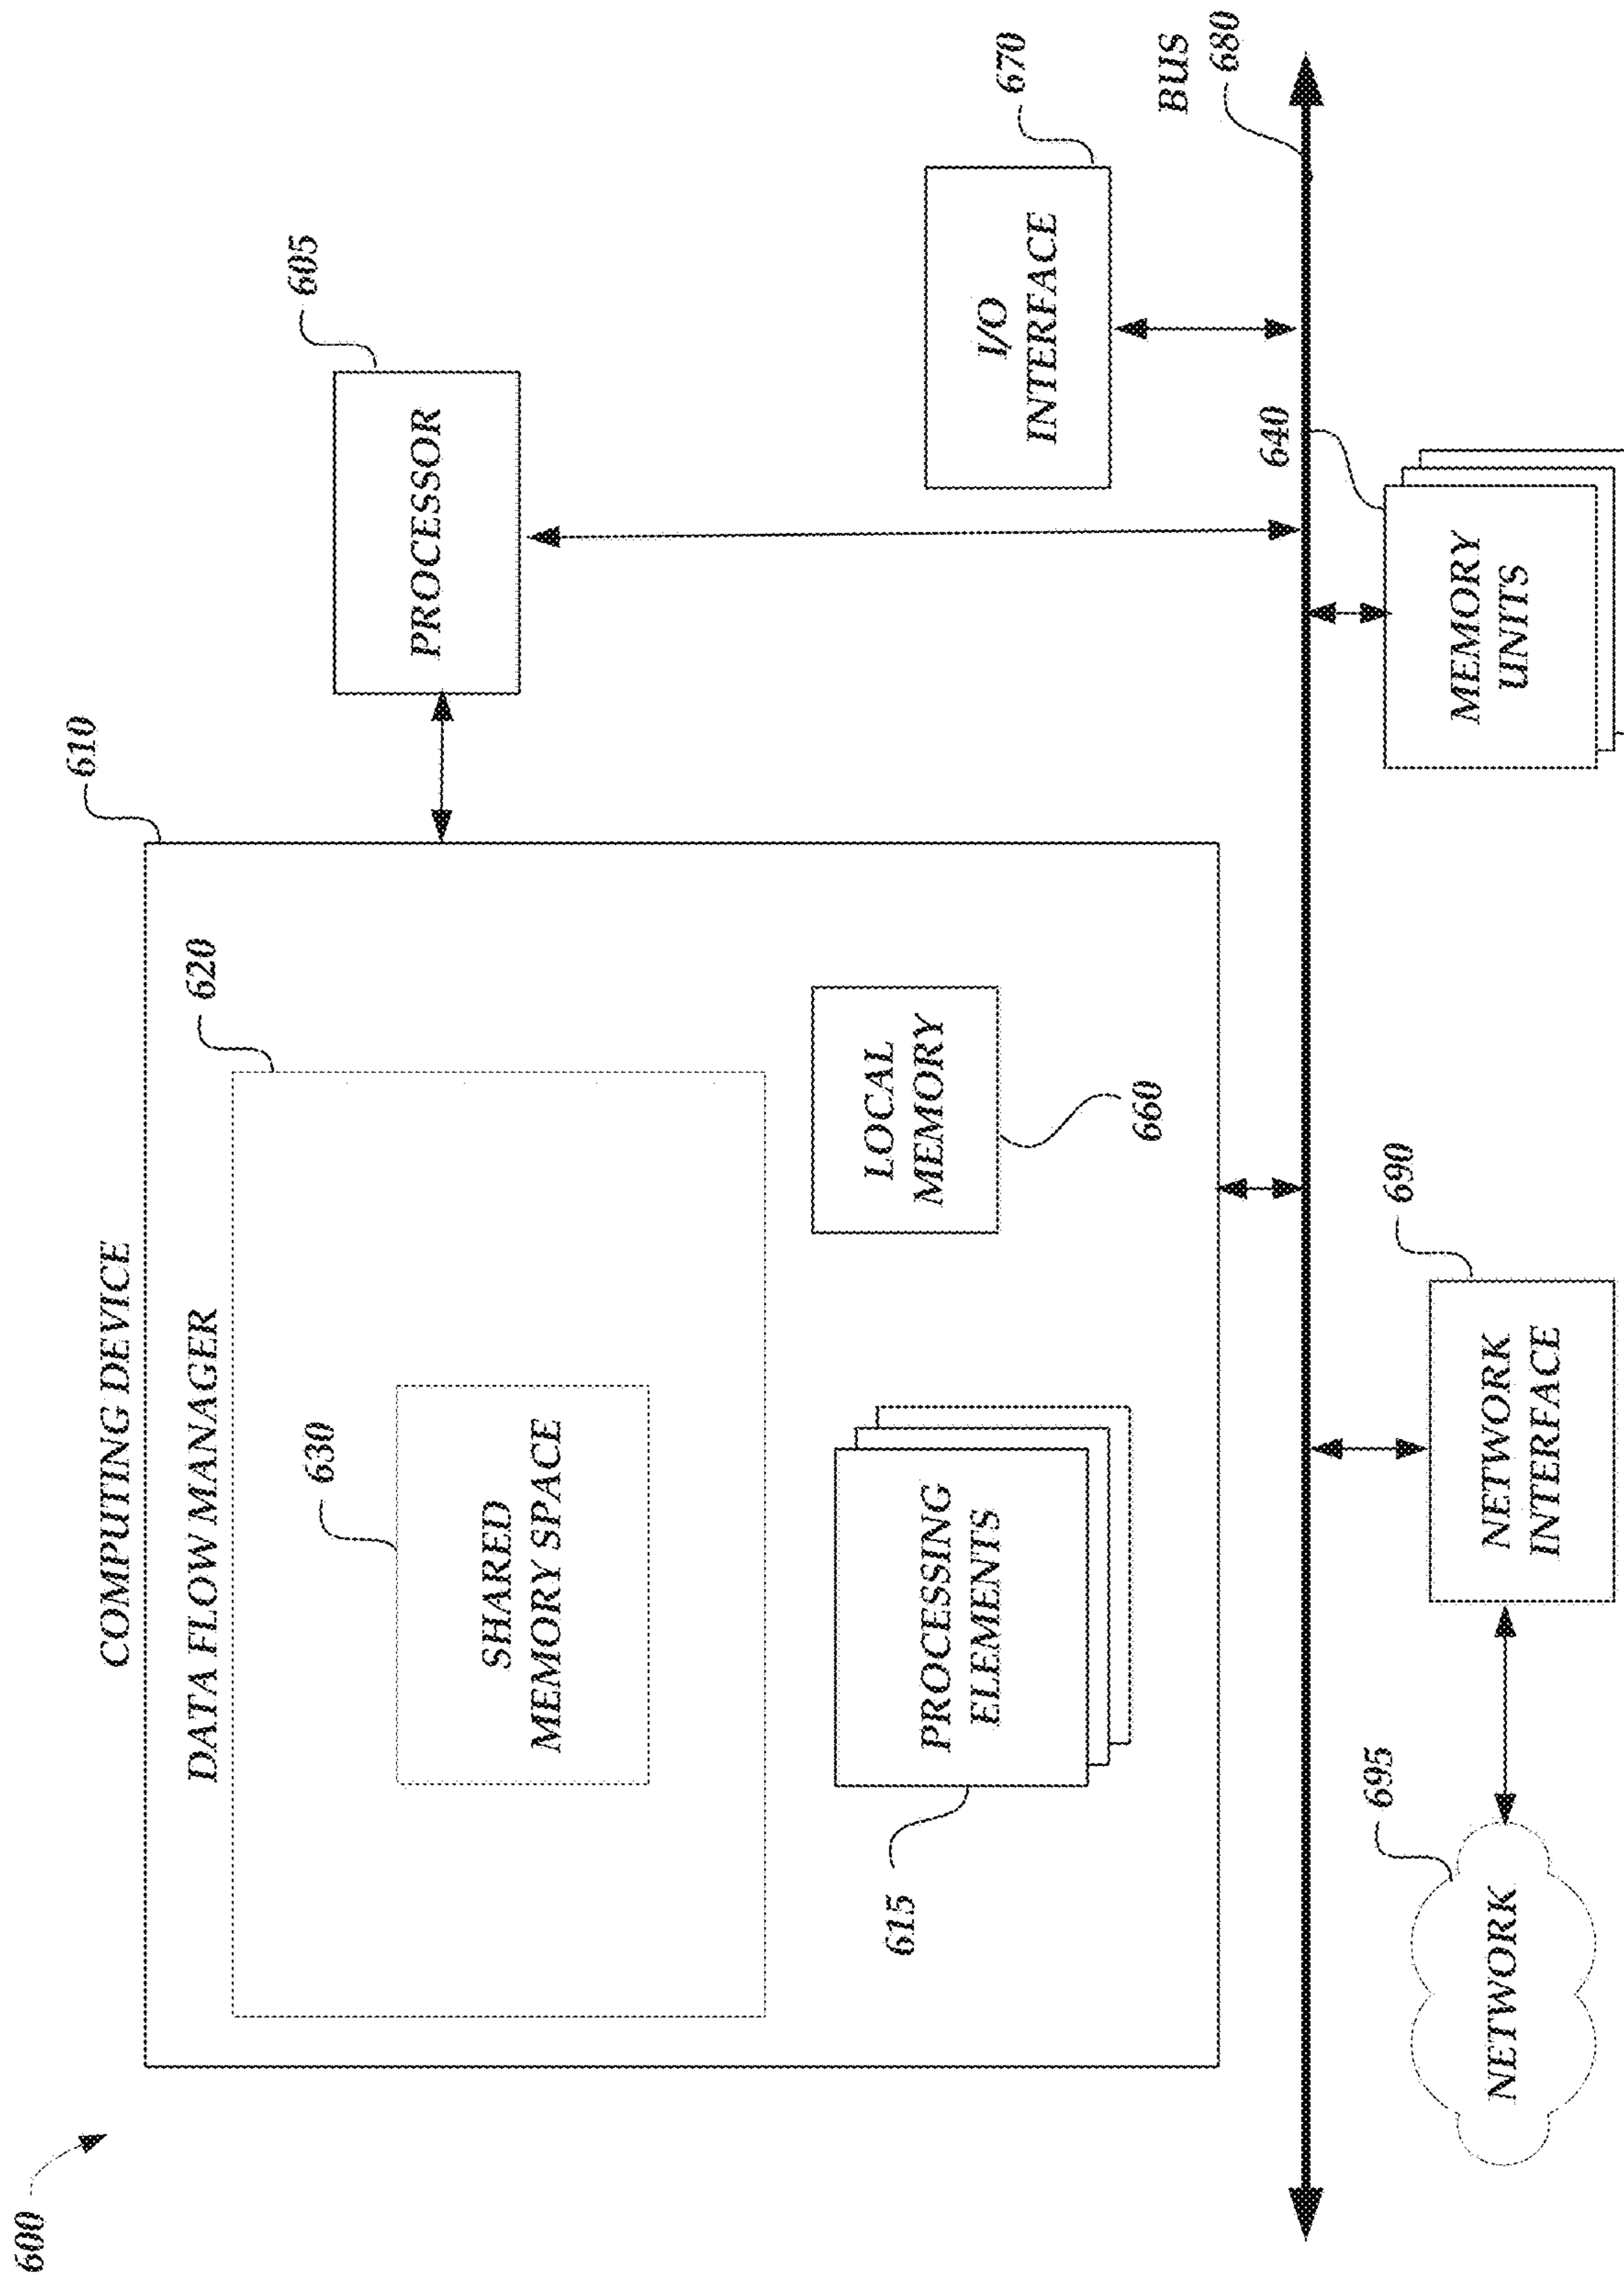 600
COMPUTING DEVICE
610
DATA FLOW MANAGER
620
630
SHARED
MEMORY SPACE
605
PROCESSOR
615
PROCESSING
ELEMENTS
LOCAL
MEMORY
660
670
I/O
INTERFACE
BUS
680
695
NETWORK
690
NETWORK
INTERFACE
640
MEMORY
UNITS